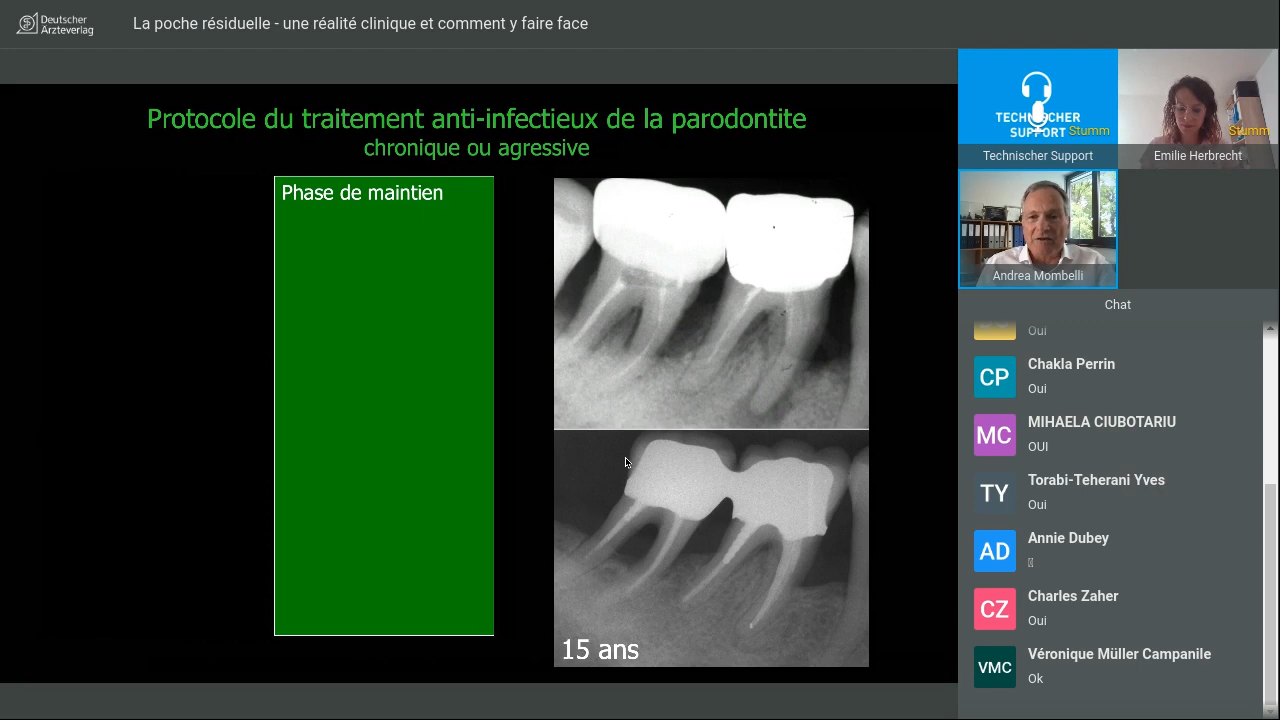 Deutscher
Ärzteverlag
La poche résiduelle - une réalité clinique et comment y faire face
Protocole du traitement anti-infectieux de la parodontite
chronique ou agressive
Phase de maintien
15 ans
TECHNISCHER
SUPPORT
Stumm
Technischer Support
Stumm
Emilie Herbrecht
Andrea Mombelli
Chat
Oui
CP
Chakla Perrin
Oui
MC
MIHAELA CIUBOTARIU
OUI
TY
Torabi-Teherani Yves
Oui
AD
Annie Dubey
CZ
Charles Zaher
Oui
VMC
Véronique Müller Campanile
Ok